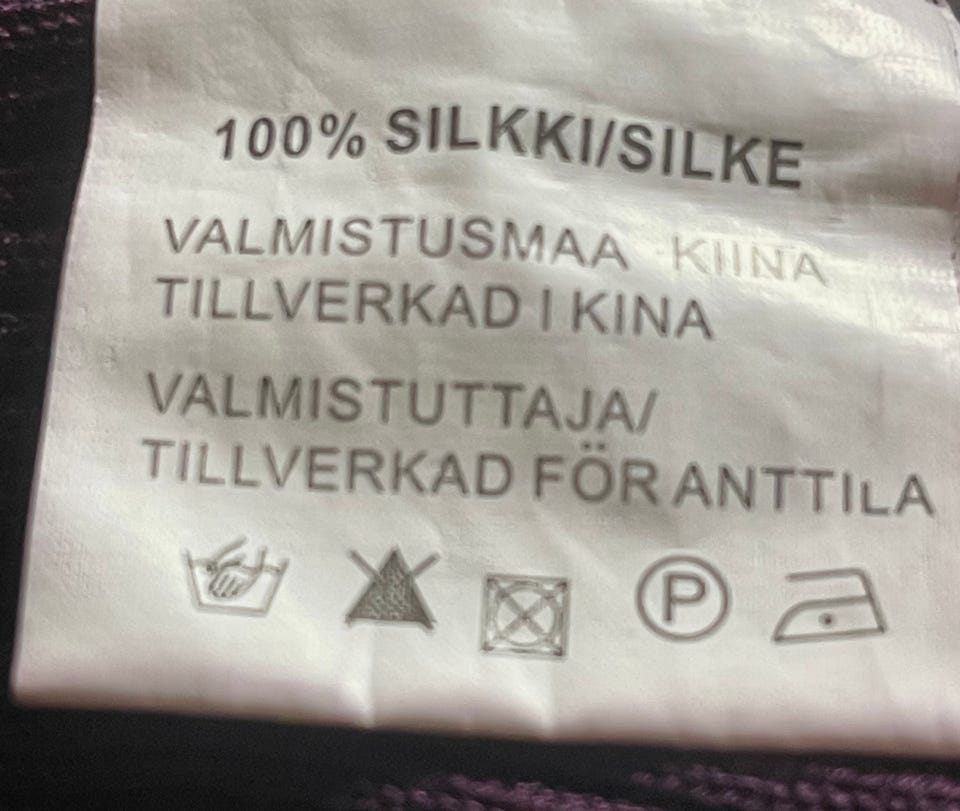 100% SILKKI/SILKE
VALMISTUSMAA KIINA
TILLVERKAD I KINA
VALMISTUTTAJA/
TILLVERKAD FÖR ANTTILA
P